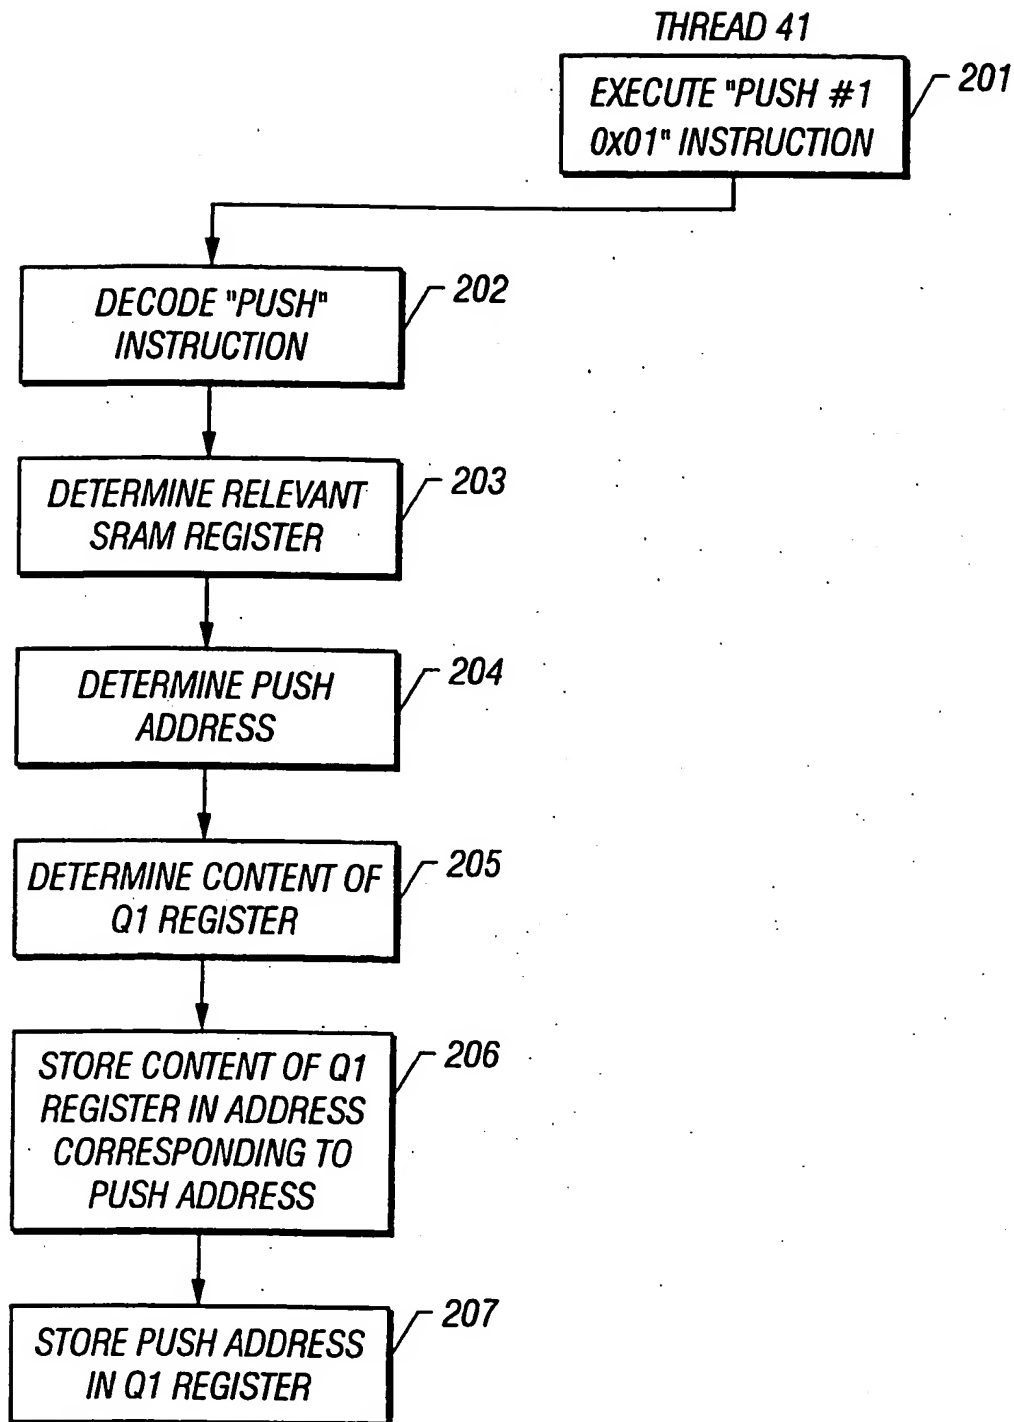 THREAD 41
EXECUTE "PUSH #1
0x01" INSTRUCTION
201
DECODE "PUSH"
INSTRUCTION
202
DETERMINE RELEVANT
SRAM REGISTER
203
DETERMINE PUSH
ADDRESS
204
DETERMINE CONTENT OF
Q1 REGISTER
205
STORE CONTENT OF Q1
REGISTER IN ADDRESS
CORRESPONDING TO
PUSH ADDRESS
206
STORE PUSH ADDRESS
IN Q1 REGISTER
207